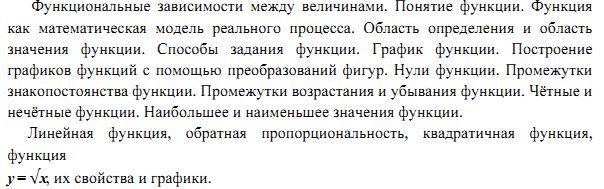 Функциональные зависимости между величинами. Понятие функции. Функция
как математическая модель реального процесса. Область определения и область
значения функции. Способы задания функции. График функции. Построение
графиков функций с помощью преобразований фигур. Нули функции. Промежутки
знакопостоянства функции. Промежутки возрастания и убывания функции. Чётные и
нечётные функции. Наибольшее и наименьшее значения функции.
Линейная функция, обратная пропорциональность, квадратичная функция,
функция
y = √x, их свойства и графики.